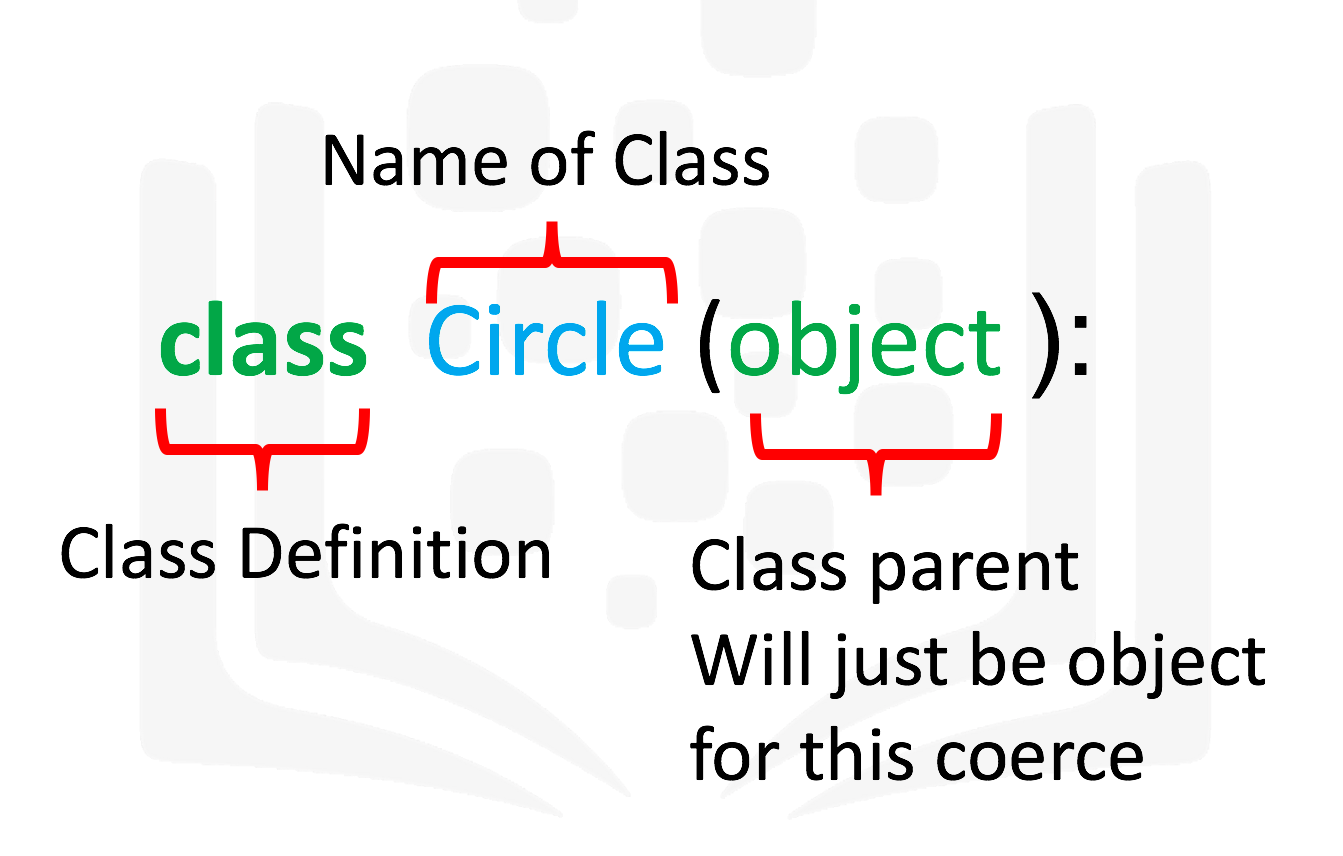 Name of Class
class Circle (object ):
Class Definition
Class parent
Will just be object
for this coerce